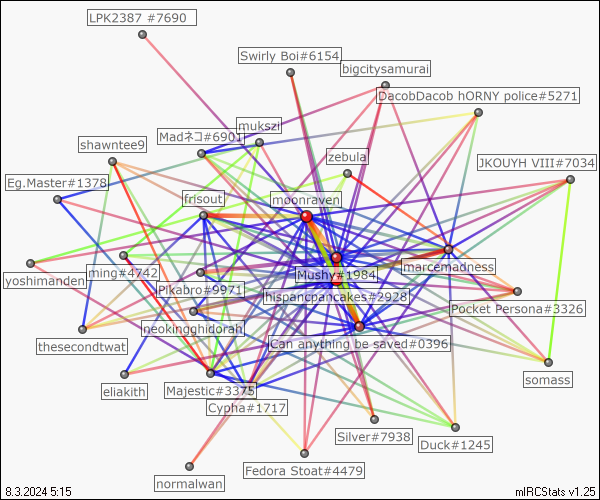 LPK2387 #7690
Swirly Boi#6154
bigcitysamurai
DacobDacob hORNY police#5271
mukszi
Madネコ#6901
shawntee9
zebula
JKOUYH VIII#7034
Eg.Master#1378
frisout
moonraven
yoshimanden
ming#4742
Mushy#1984
marcemadness
Pikabro#9971
hispancpancakes#2928
Pocket Persona#3326
neokingghidorah
thesecondtwat
Can anything be saved#0396
somass
eliakith
Majestic#3375
Cypha#1717
Silver#7938
Duck#1245
Fedora Stoat#4479
normalwan
8.3.2024 5:15
mIRCStats v1.25